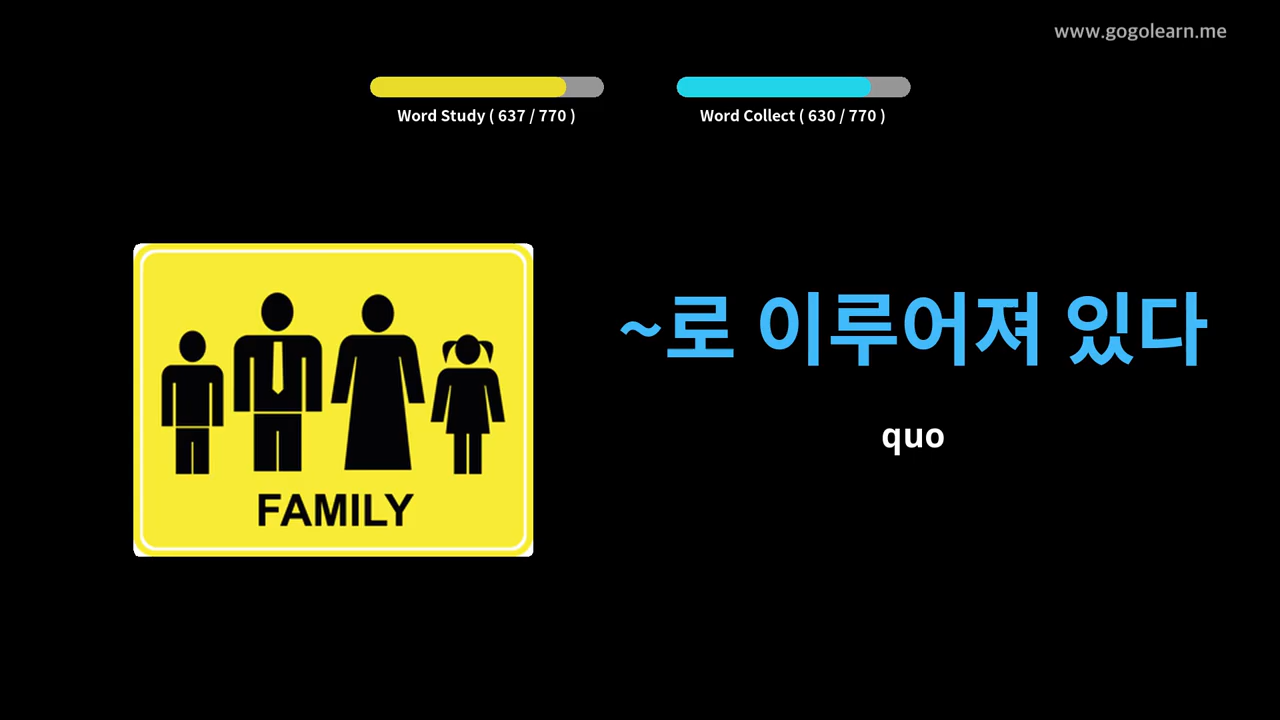 www.gogolearn.me
Word Study ( 637 / 770 )
Word Collect ( 630 / 770 )
~로 이루어져 있다
quo
FAMILY